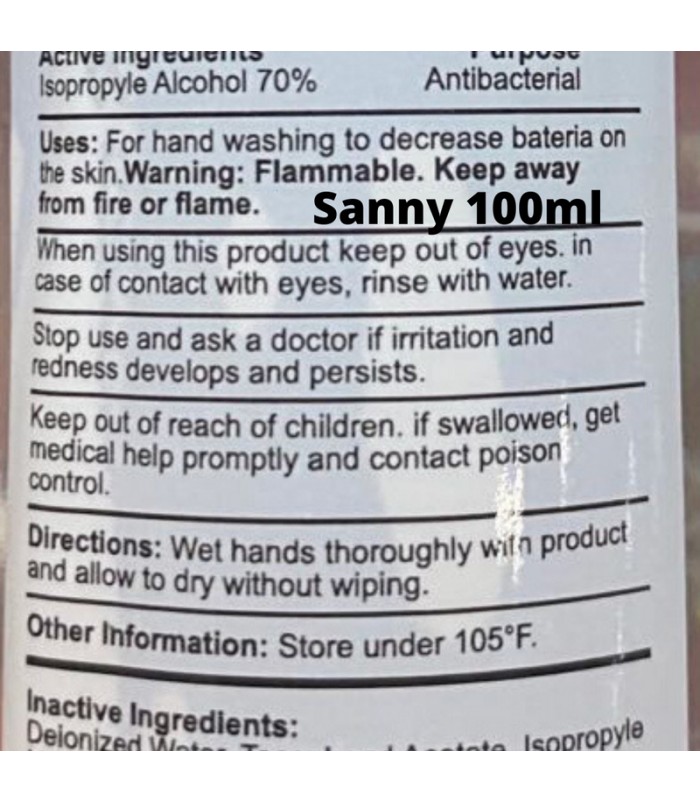 Active Ingredients Purpose
Isopropyle Alcohol 70% Antibacterial
Uses: For hand washing to decrease bateria on
the skin.Warning: Flammable. Keep away
from fire or flame.
Sanny 100ml
When using this product keep out of eyes. in
case of contact with eyes, rinse with water.
Stop use and ask a doctor if irritation and
redness develops and persists.
Keep out of reach of children. if swallowed, get
medical help promptly and contact poison
control.
Directions: Wet hands thoroughly with product
and allow to dry without wiping.
Other Information: Store under 105°F.
Inactive Ingredients:
Deionized Water, Isopropyle